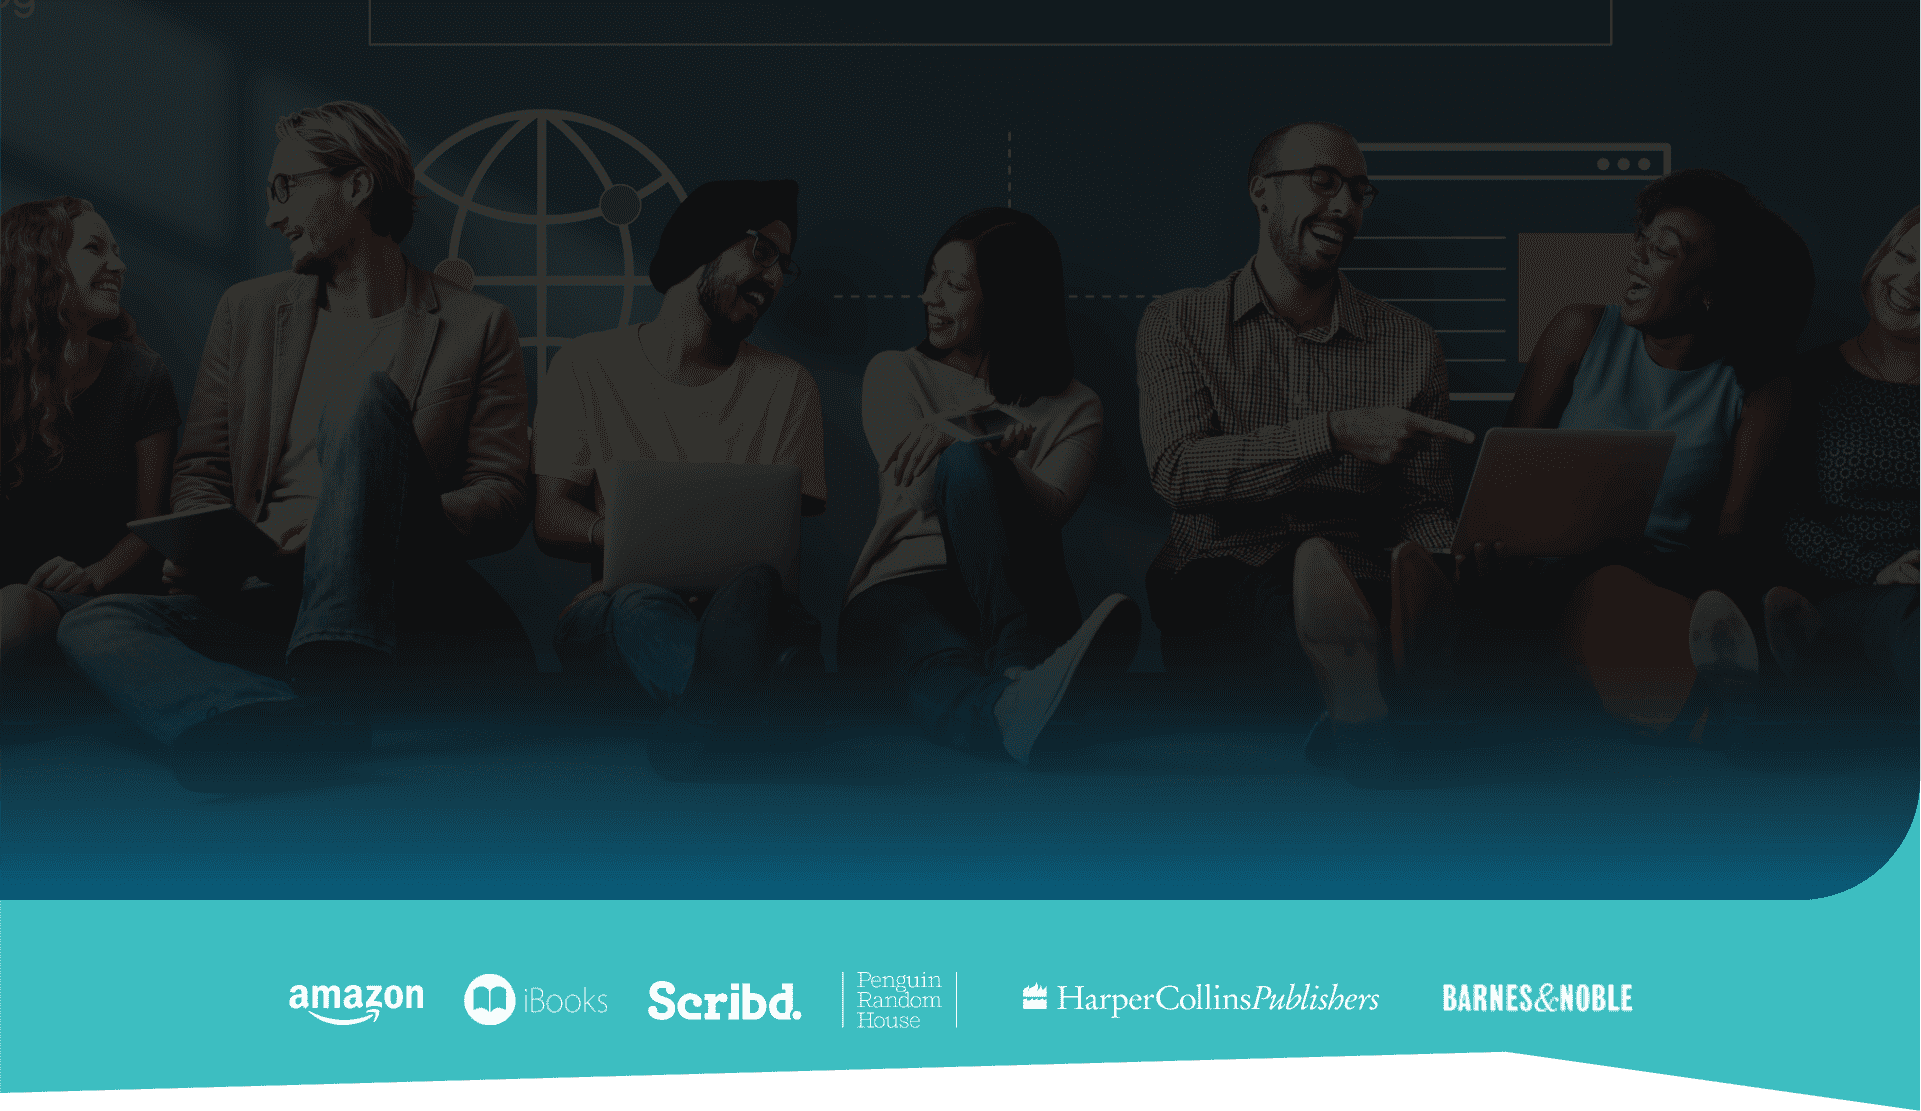 amazon
iBooks
Scribd.
Penguin
Random
House
HarperCollinsPublishers
BARNES&NOBLE